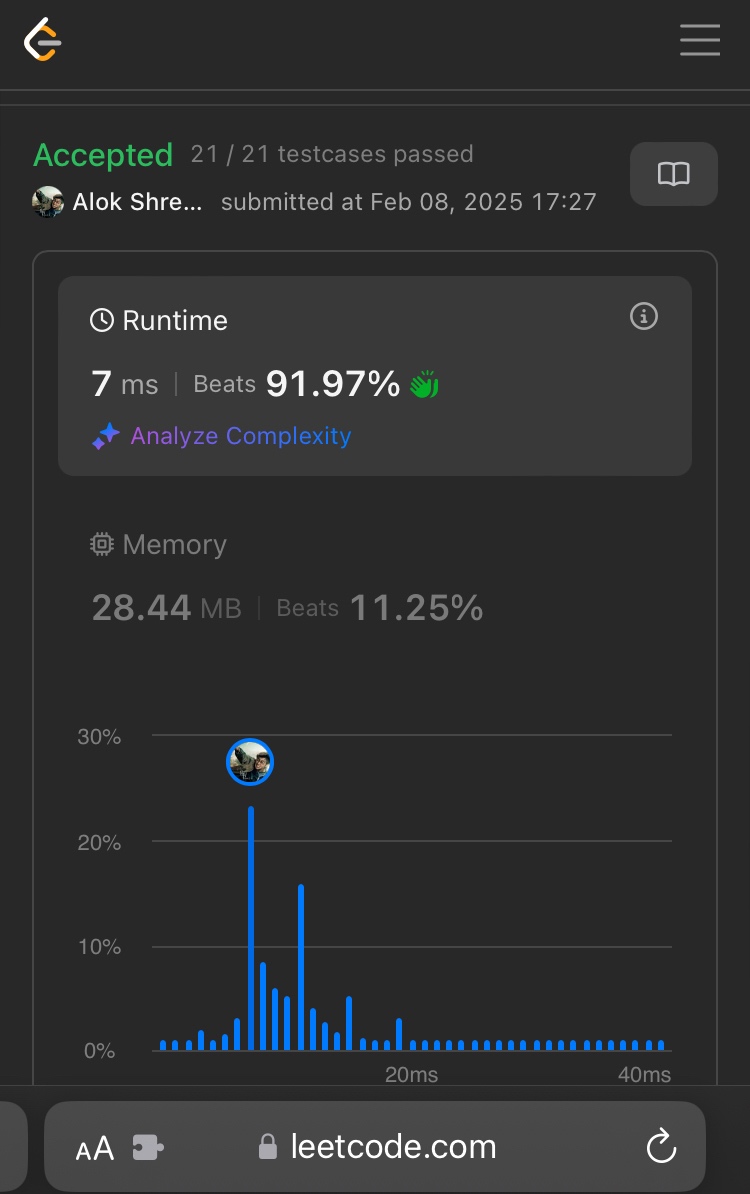 Accepted 21 / 21 testcases passed
Alok Shre... submitted at Feb 08, 2025 17:27
Runtime
7 ms | Beats 91.97%
Analyze Complexity
Memory
28.44 MB | Beats 11.25%
30%
20%
10%
0%
20ms 40ms
AA leetcode.com